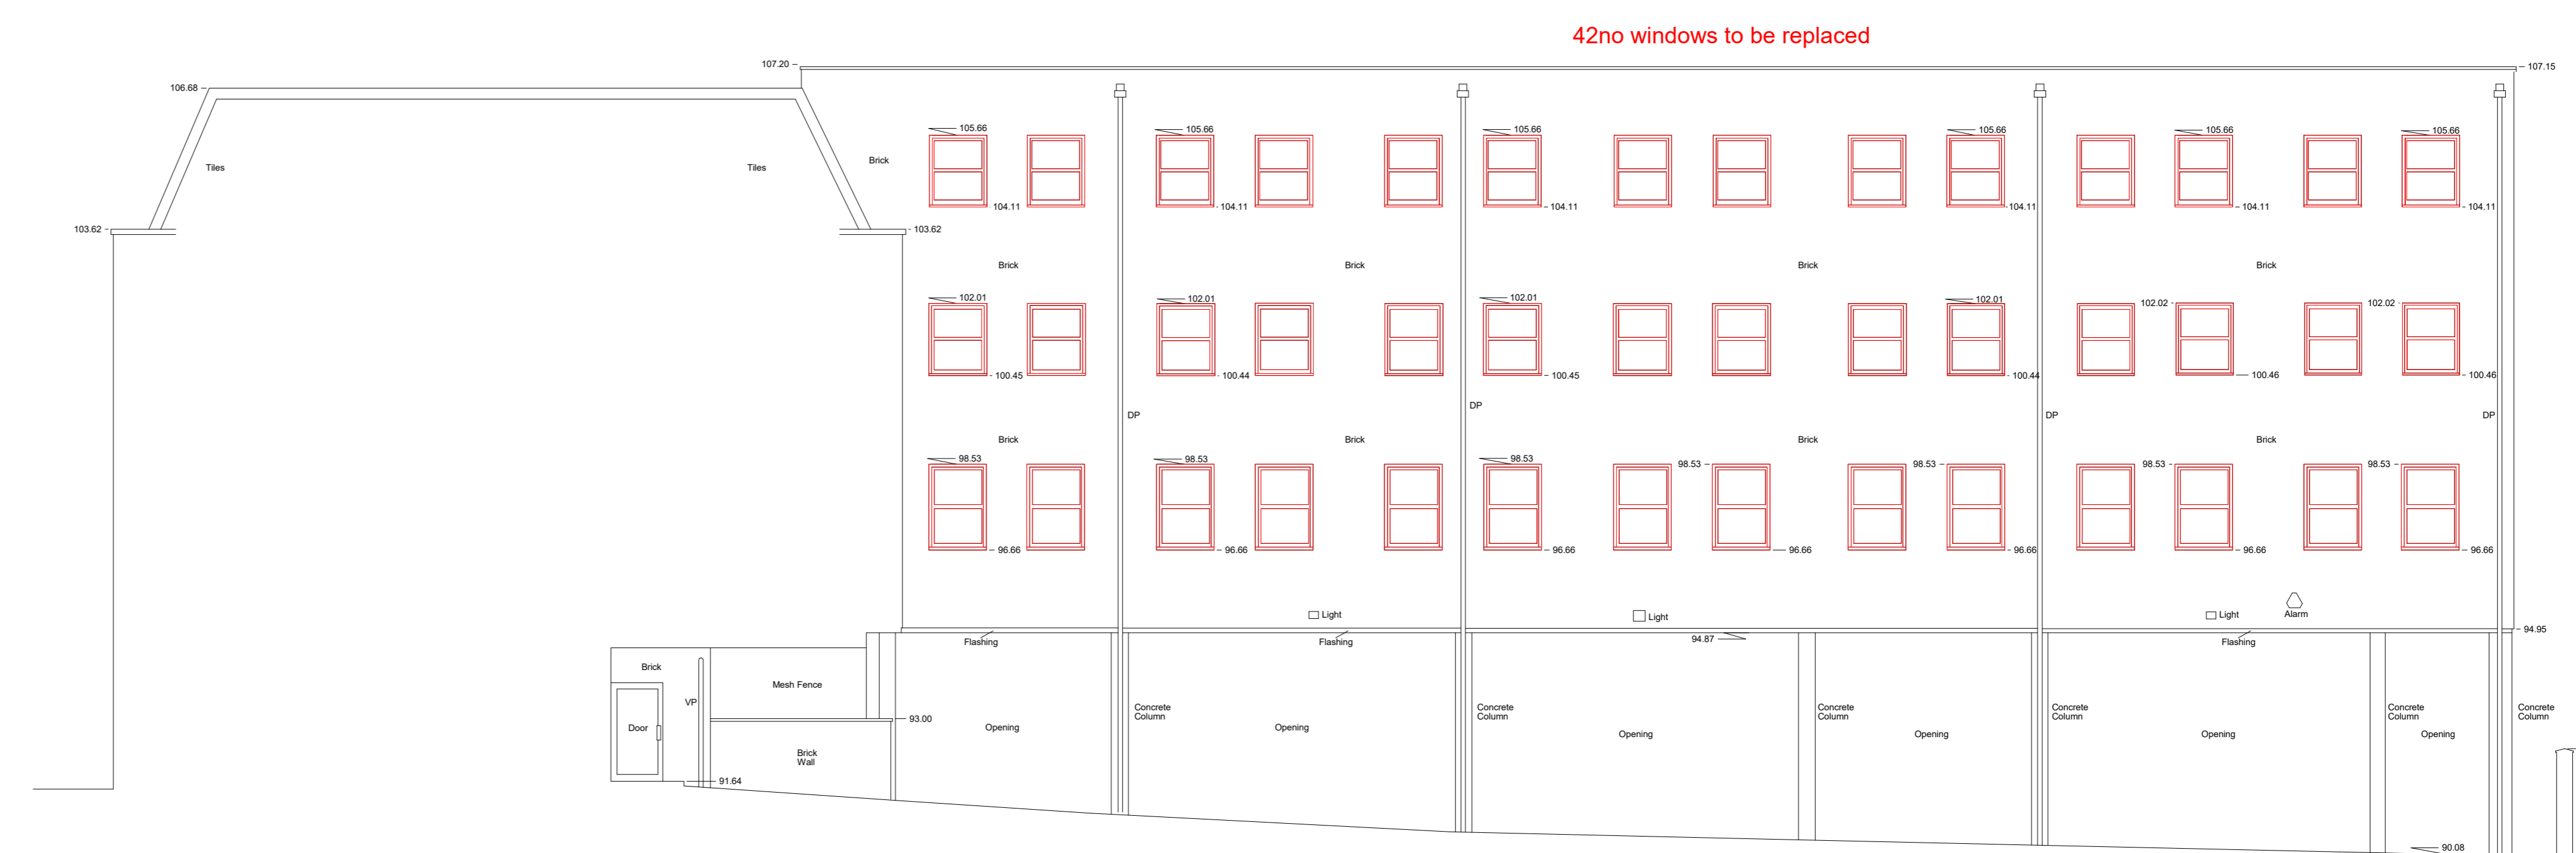 42no windows to be replaced
107.20
107.15
106.68
105.66
105.66
105.66
105.66
105.66
105.66
Tiles
Tiles
Brick
104.11
104.11
104.11
104.11
104.11
104.11
103.62
103.62
Brick
Brick
Brick
Brick
102.01
102.01
102.01
102.01
102.02
102.02
100.45
100.44
100.45
100.44
100.46
100.46
DP
DP
DP
DP
Brick
Brick
Brick
Brick
98.53
98.53
98.53
98.53
98.53
98.53
98.53
96.66
96.66
96.66
96.66
96.66
96.66
96.66
Light
Light
Light
Alarm
94.95
Flashing
Flashing
94.87
Flashing
Brick
Mesh Fence
VP
Door
93.00
Opening
Concrete
Column
Opening
Concrete
Column
Opening
Concrete
Column
Opening
Concrete
Column
Opening
Concrete
Column
Opening
Concrete
Column
Brick
Wall
91.64
90.08